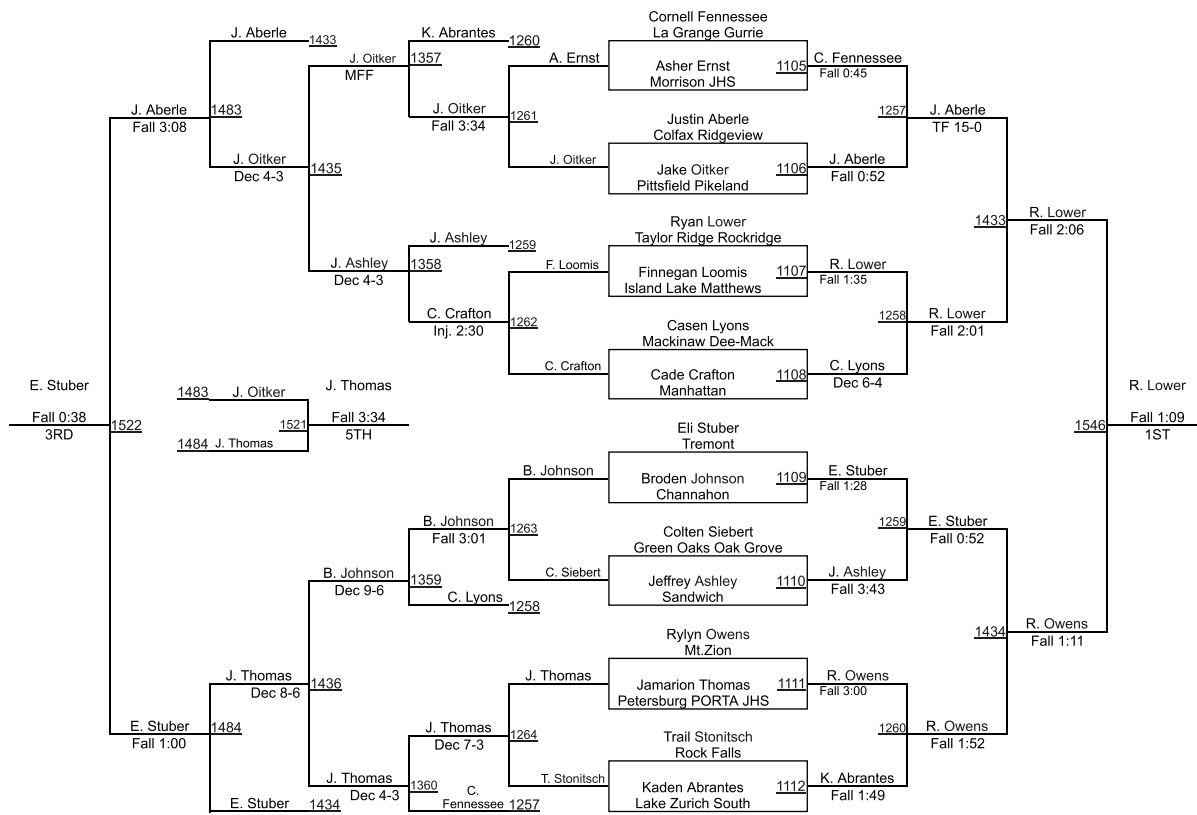 Cornell Fennessee
La Grange Gurrie
J. Aberle
1433
K. Abrantes
1260
A. Ernst
Asher Ernst
Morrison JHS
1105
C. Fennessee
Fall 0:45
J. Oitker
MFF
1357
J. Aberle
Fall 3:08
1483
J. Oitker
Fall 3:34
1261
Justin Aberle
Colfax Ridgeview
1257
J. Aberle
TF 15-0
J. Oitker
Dec 4-3
1435
J. Oitker
Jake Oitker
Pittsfield Pikeland
1106
J. Aberle
Fall 0:52
Ryan Lower
Taylor Ridge Rockridge
1433
R. Lower
Fall 2:06
J. Ashley
1259
J. Ashley
Dec 4-3
1358
F. Loomis
Finnegan Loomis
Island Lake Matthews
1107
R. Lower
Fall 1:35
C. Crafton
Inj. 2:30
1262
Casen Lyons
Mackinaw Dee-Mack
1258
R. Lower
Fall 2:01
C. Crafton
Cade Crafton
Manhattan
1108
C. Lyons
Dec 6-4
E. Stuber
Fall 0:38
3RD
1522
1483
J. Oitker
1521
1484
J. Thomas
J. Thomas
Fall 3:34
5TH
R. Lower
Fall 1:09
1ST
1546
Eli Stuber
Tremont
B. Johnson
Broden Johnson
Channahon
1109
E. Stuber
Fall 1:28
B. Johnson
Fall 3:01
1263
Colten Siebert
Green Oaks Oak Grove
1259
E. Stuber
Fall 0:52
B. Johnson
Dec 9-6
1359
C. Lyons
1258
C. Siebert
Jeffrey Ashley
Sandwich
1110
J. Ashley
Fall 3:43
Rylyn Owens
Mt.Zion
1434
R. Owens
Fall 1:11
J. Thomas
Dec 8-6
1436
J. Thomas
Jamarion Thomas
Petersburg PORTA JHS
1111
R. Owens
Fall 3:00
E. Stuber
Fall 1:00
1484
J. Thomas
Dec 7-3
1264
Trail Stonitsch
Rock Falls
1260
R. Owens
Fall 1:52
J. Thomas
Dec 4-3
1360
T. Stonitsch
Kaden Abrantes
Lake Zurich South
1112
K. Abrantes
Fall 1:49
E. Stuber
1434
C.
Fennessee
1257